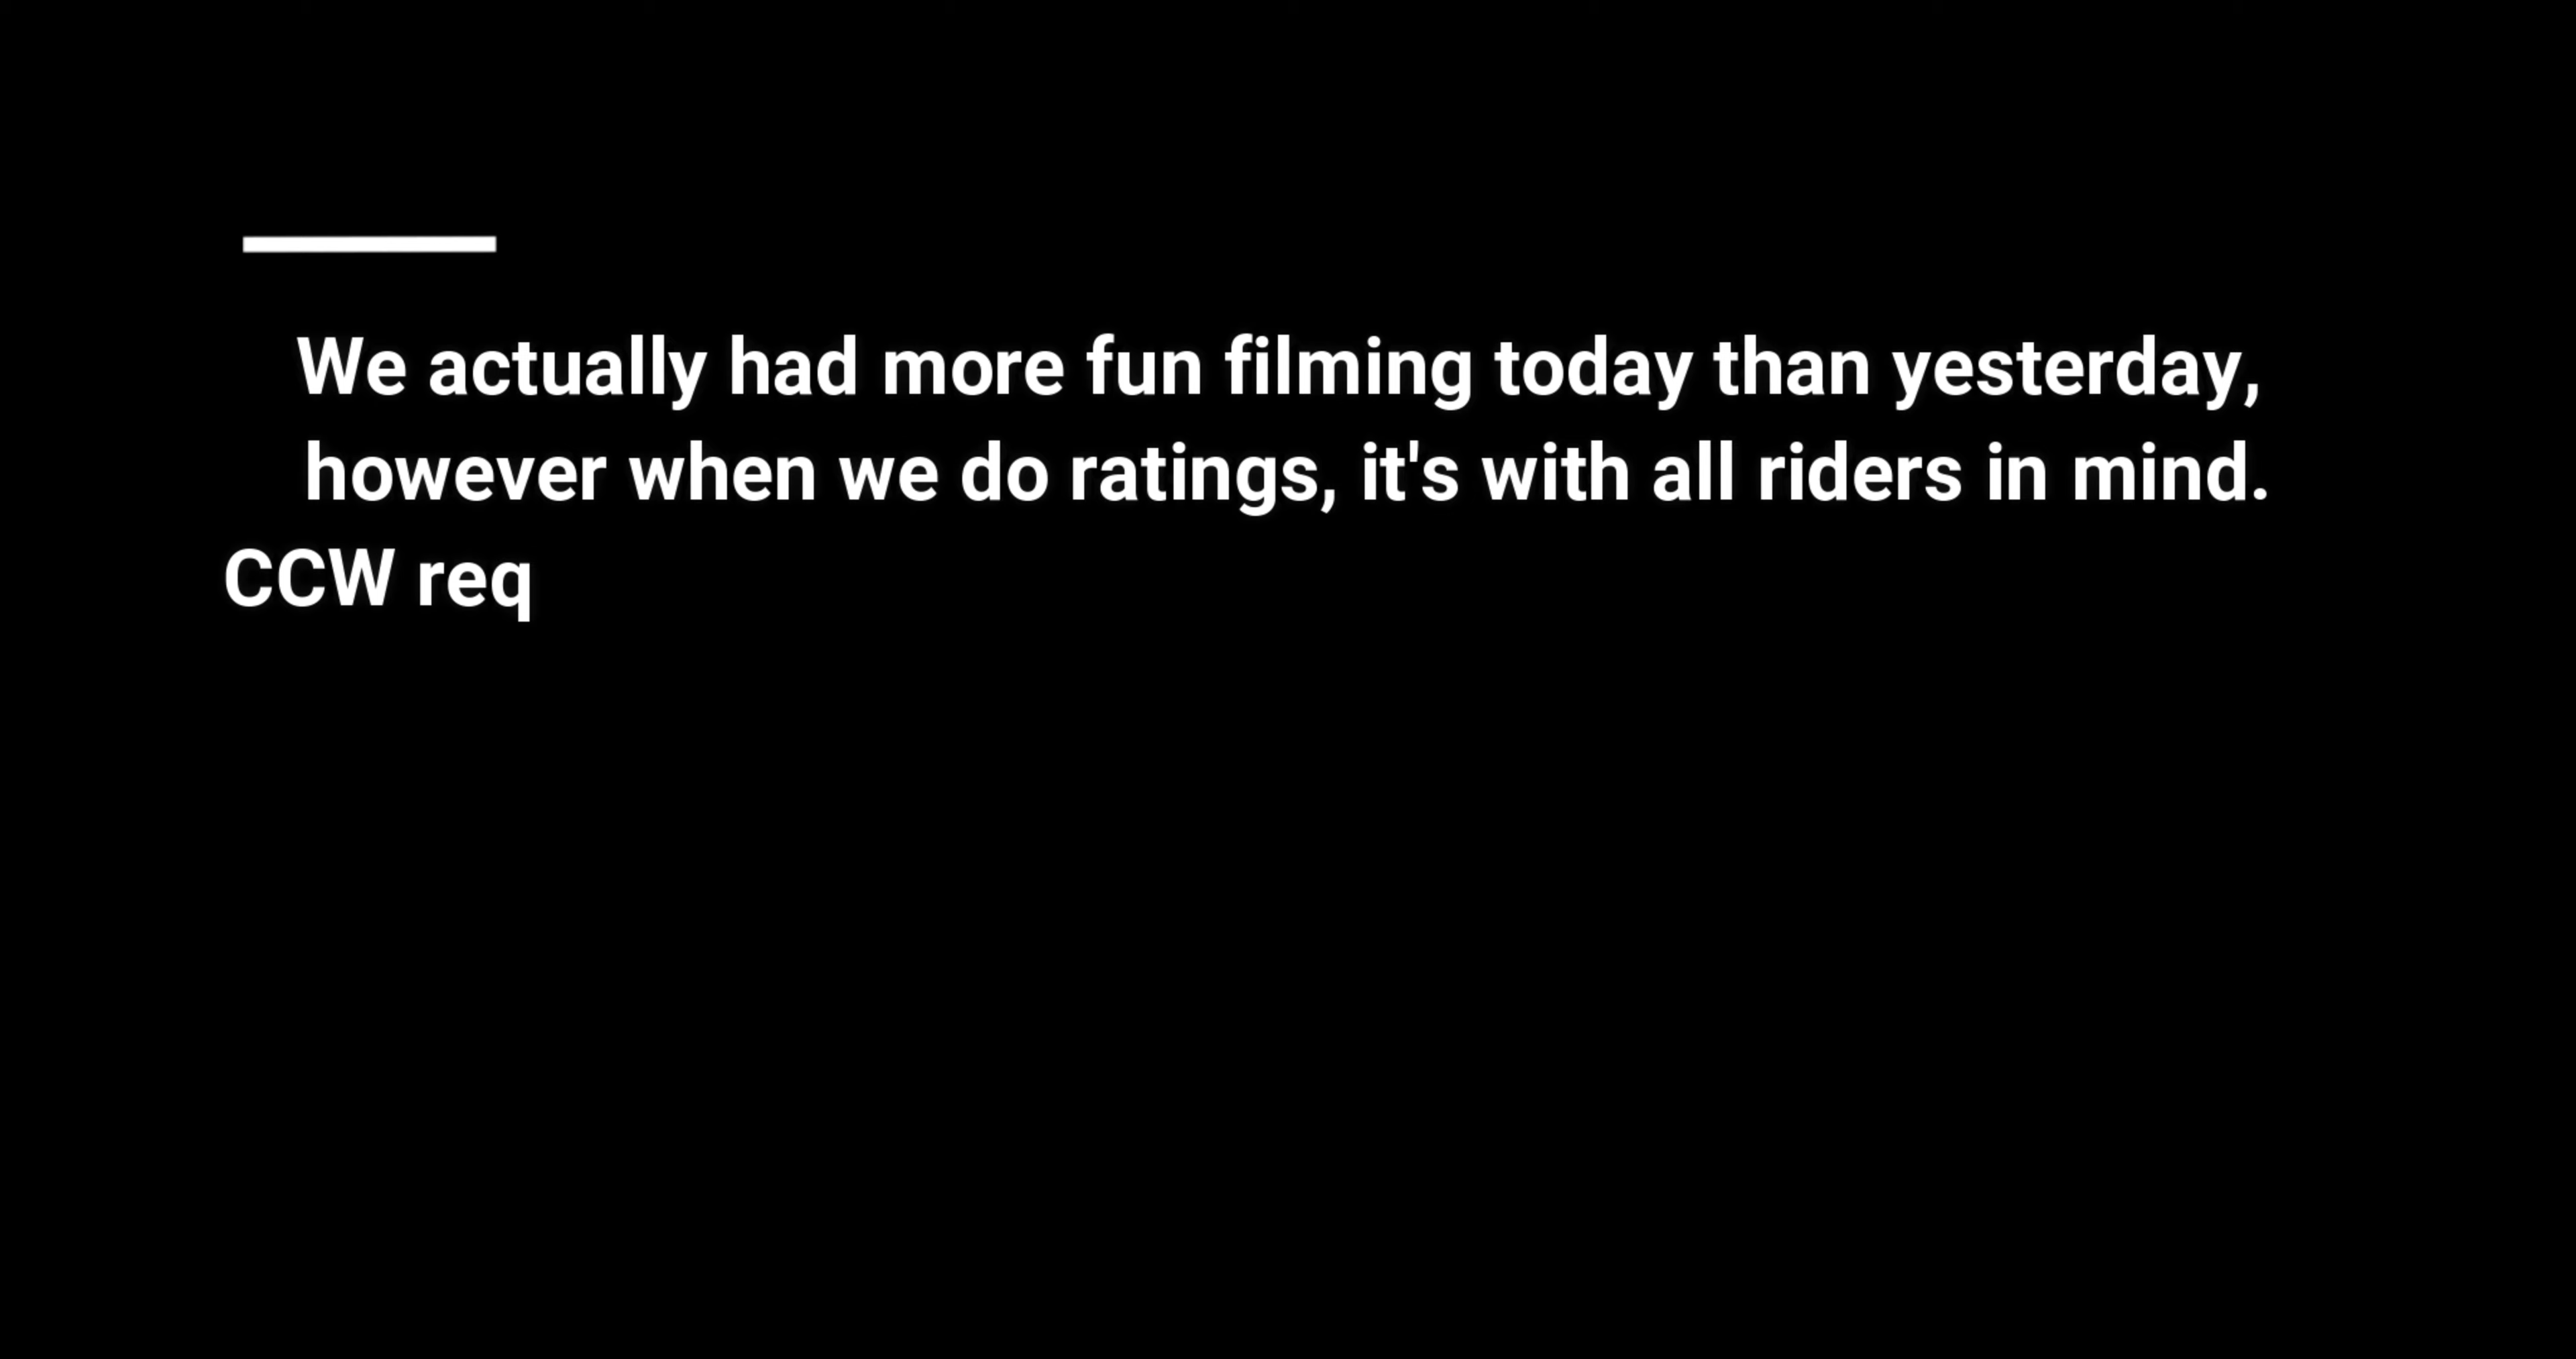 We actually had more fun filming today than yesterday,
however when we do ratings, it's with all riders in mind.
CCW req